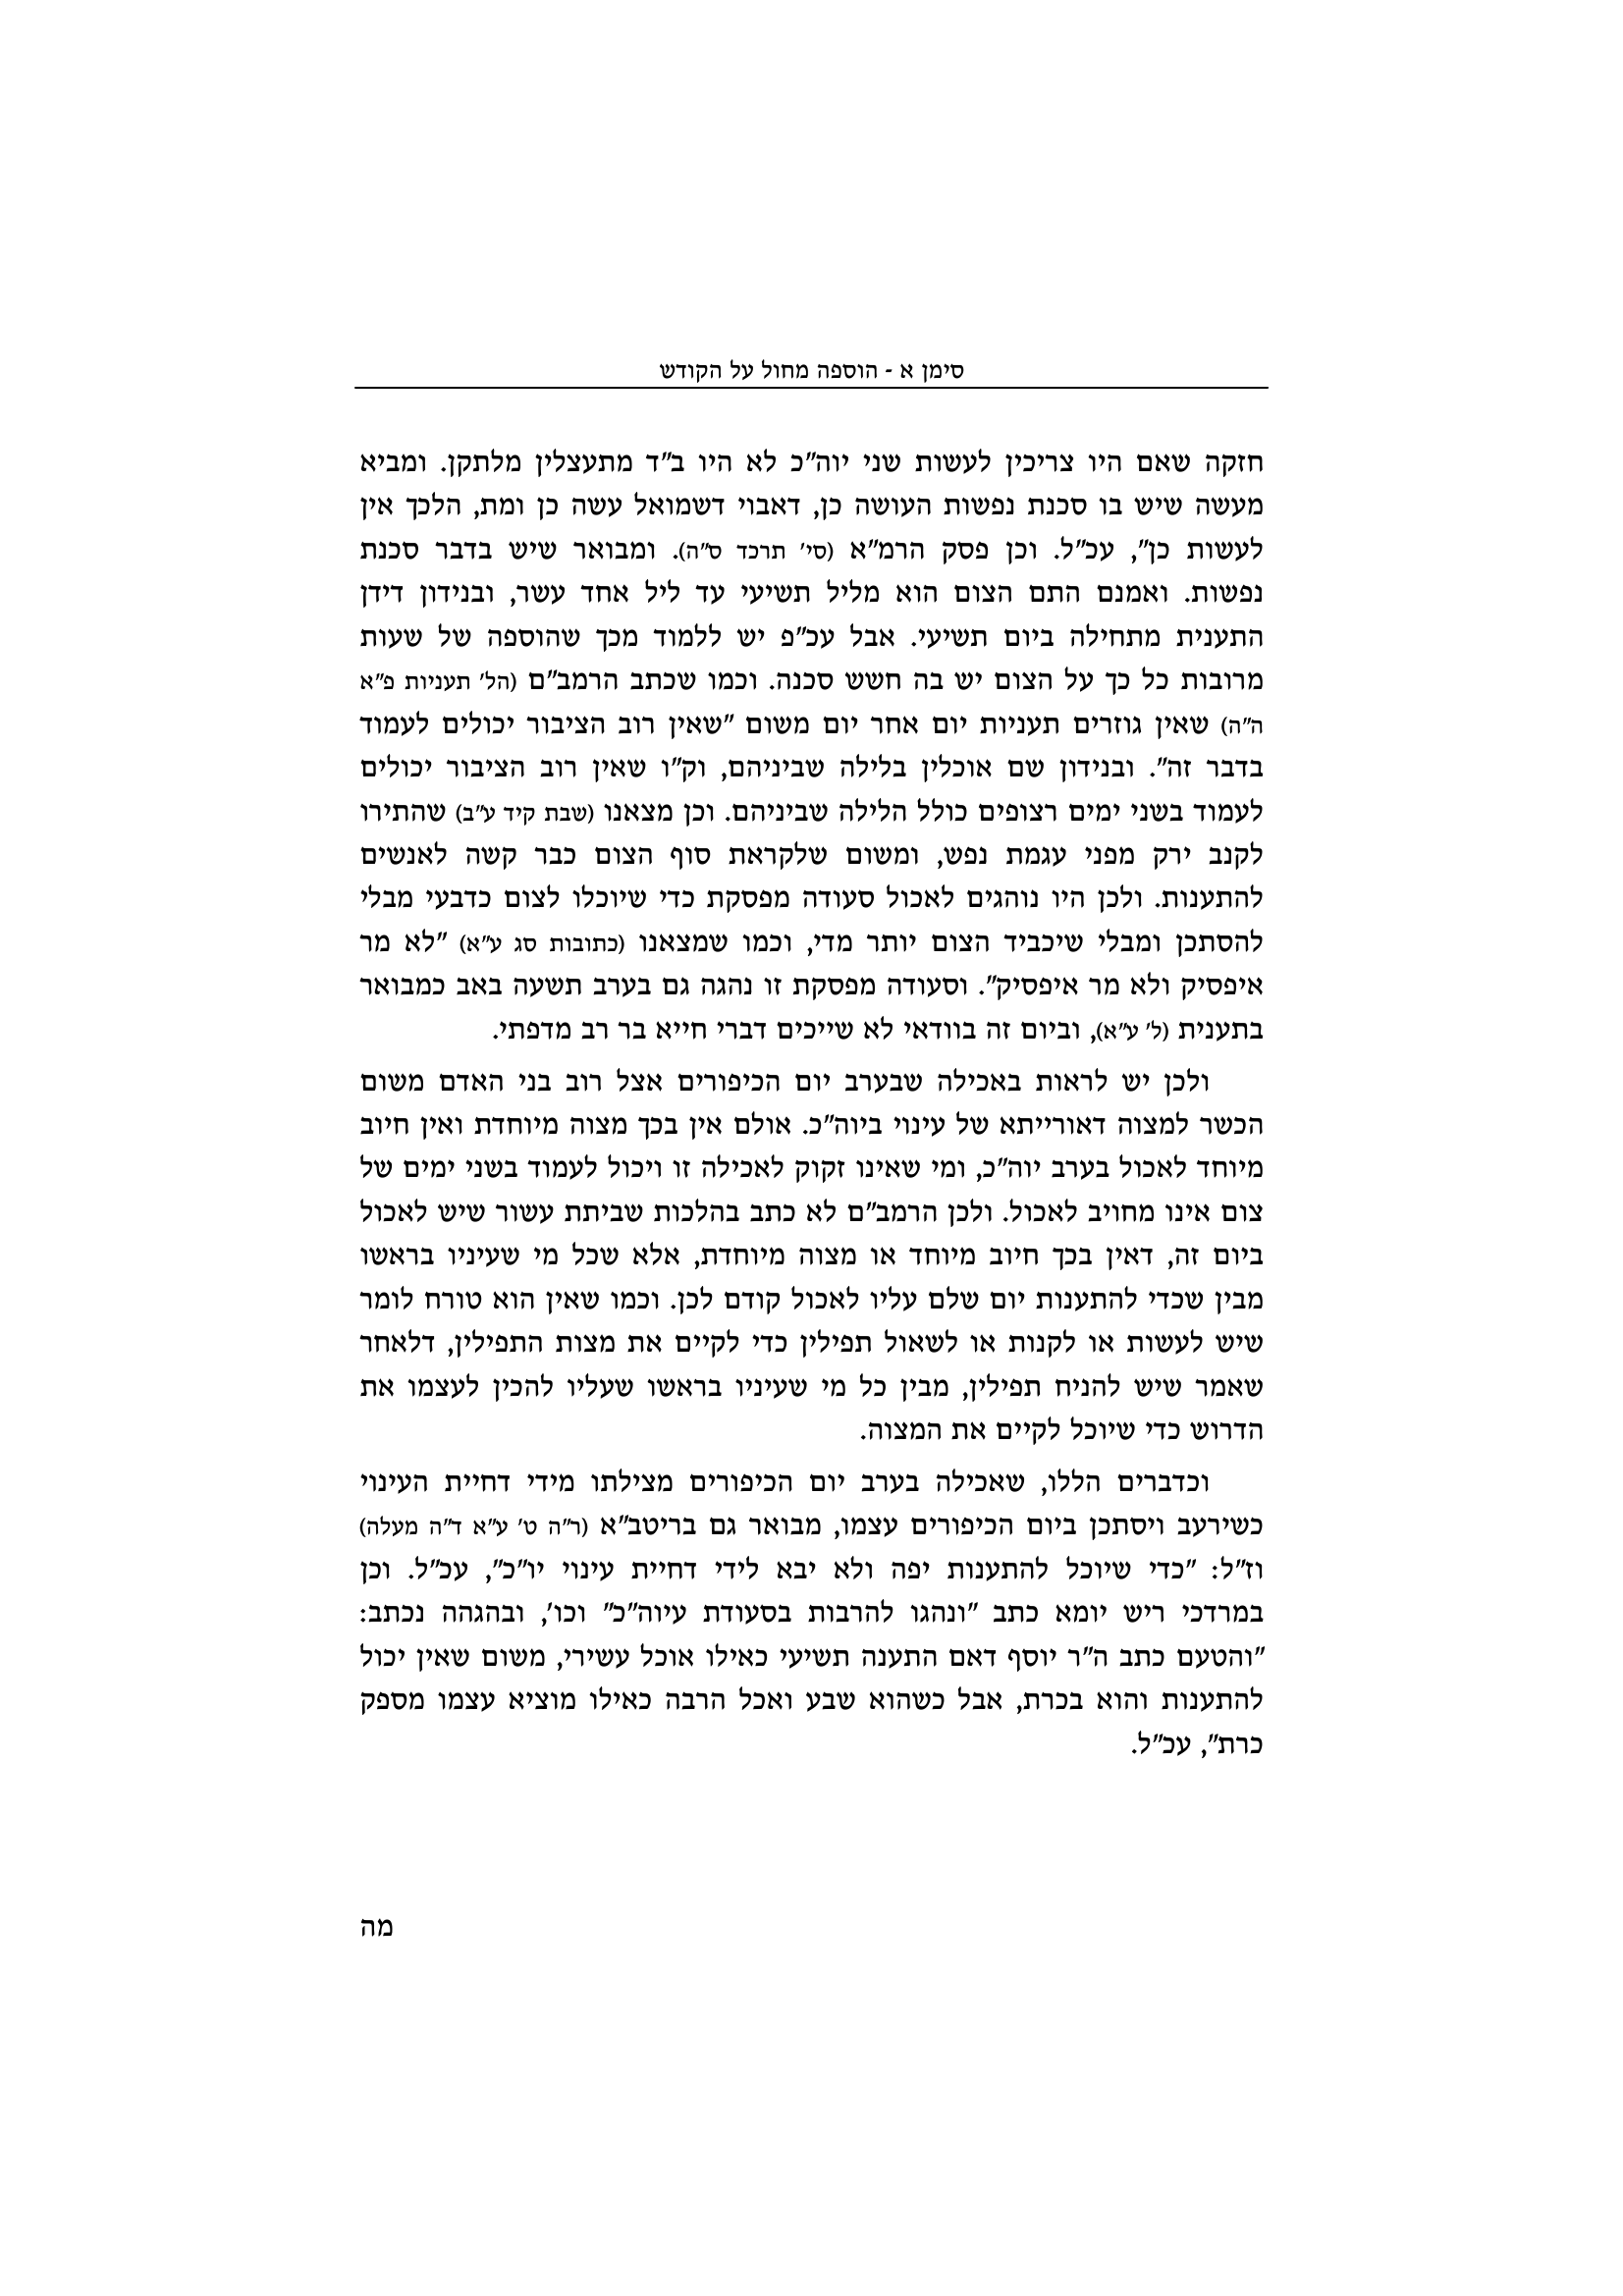 סימן א - הוספה מחול על הקודש
חזקה שאם היו צריכין לעשות שני יוה"כ לא היו ב"ד מתעצלין מלתקן. ומביא
מעשה שיש בו סכנת נפשות העושה כן, דאבוי דשמואל עשה כן ומת, הלכך אין
לעשות כן", עכ"ל. וכן פסק הרמ"א (סי' תרכד ס"ה). ומבואר שיש בדבר סכנת
נפשות. ואמנם התם הצום הוא מליל תשיעי עד ליל אחד עשר, ובנידון דידן
התענית מתחילה ביום תשיעי. אבל עכ"פ יש ללמוד מכך שהוספה של שעות
מרובות כל כך על הצום יש בה חשש סכנה. וכמו שכתב הרמב"ם (הל' תעניות פ"א
ה"ה) שאין גוזרים תעניות יום אחר יום משום "שאין רוב הציבור יכולים לעמוד
בדבר זה". ובנידון שם אוכלין בלילה שביניהם, וק"ו שאין רוב הציבור יכולים
לעמוד בשני ימים רצופים כולל הלילה שביניהם. וכן מצאנו (שבת קיד ע"ב) שהתירו
לקנב ירק מפני עגמת נפש, ומשום שלקראת סוף הצום כבר קשה לאנשים
להתענות. ולכן היו נוהגים לאכול סעודה מפסקת כדי שיוכלו לצום כדבעי מבלי
להסתכן ומבלי שיכביד הצום יותר מדי, וכמו שמצאנו (כתובות סג ע"א) "לא מר
איפסיק ולא מר איפסיק". וסעודה מפסקת זו נהגה גם בערב תשעה באב כמבואר
בתענית (ל' ע"א), וביום זה בוודאי לא שייכים דברי חייא בר רב מדפתי.
ולכן יש לראות באכילה שבערב יום הכיפורים אצל רוב בני האדם משום
הכשר למצוה דאורייתא של עינוי ביוה"כ. אולם אין בכך מצוה מיוחדת ואין חיוב
מיוחד לאכול בערב יוה"כ, ומי שאינו זקוק לאכילה זו ויכול לעמוד בשני ימים של
צום אינו מחויב לאכול. ולכן הרמב"ם לא כתב בהלכות שביתת עשור שיש לאכול
ביום זה, דאין בכך חיוב מיוחד או מצוה מיוחדת, אלא שכל מי שעיניו בראשו
מבין שכדי להתענות יום שלם עליו לאכול קודם לכן. וכמו שאין הוא טורח לומר
שיש לעשות או לקנות או לשאול תפילין כדי לקיים את מצות התפילין, דלאחר
שאמר שיש להניח תפילין, מבין כל מי שעיניו בראשו שעליו להכין לעצמו את
הדרוש כדי שיוכל לקיים את המצוה.
וכדברים הללו, שאכילה בערב יום הכיפורים מצילתו מידי דחיית העינוי
כשירעב ויסתכן ביום הכיפורים עצמו, מבואר גם בריטב"א (ר"ה ט' ע"א ד"ה מעלה)
וז"ל: "כדי שיוכל להתענות יפה ולא יבא לידי דחיית עינוי יו"כ", עכ"ל. וכן
במרדכי ריש יומא כתב "ונהגו להרבות בסעודת עיוה"כ" וכו', ובהגהה נכתב:
"והטעם כתב ה"ר יוסף דאם התענה תשיעי כאילו אוכל עשירי, משום שאין יכול
להתענות והוא בכרת, אבל כשהוא שבע ואכל הרבה כאילו מוציא עצמו מספק
כרת", עכ"ל.
מה